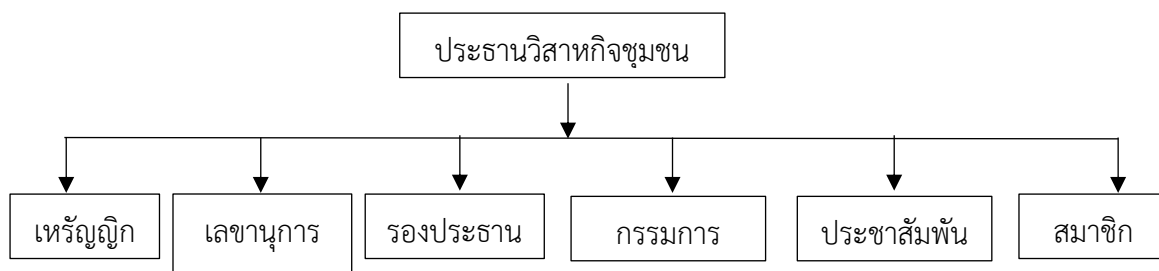 ประธานวิสาหกิจชุมชน
เหรัญญิก
เลขานุการ
รองประธาน
กรรมการ
ประชาสัมพัน
สมาชิก